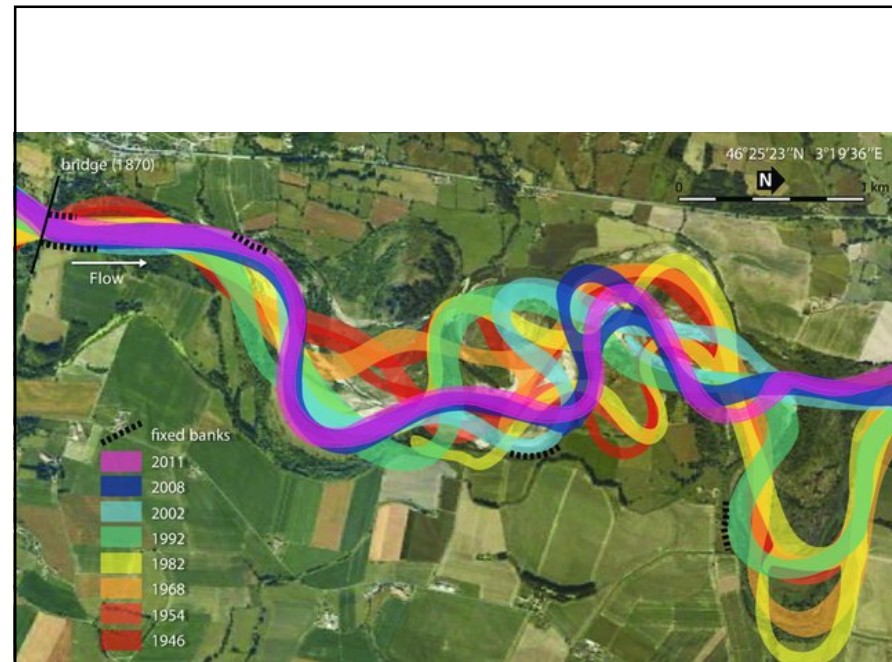 bridge (1870)
46°25'23''N 3°19'36''E
N
0 1 km
Flow
fixed banks
2011
2008
2002
1992
1982
1968
1954
1946